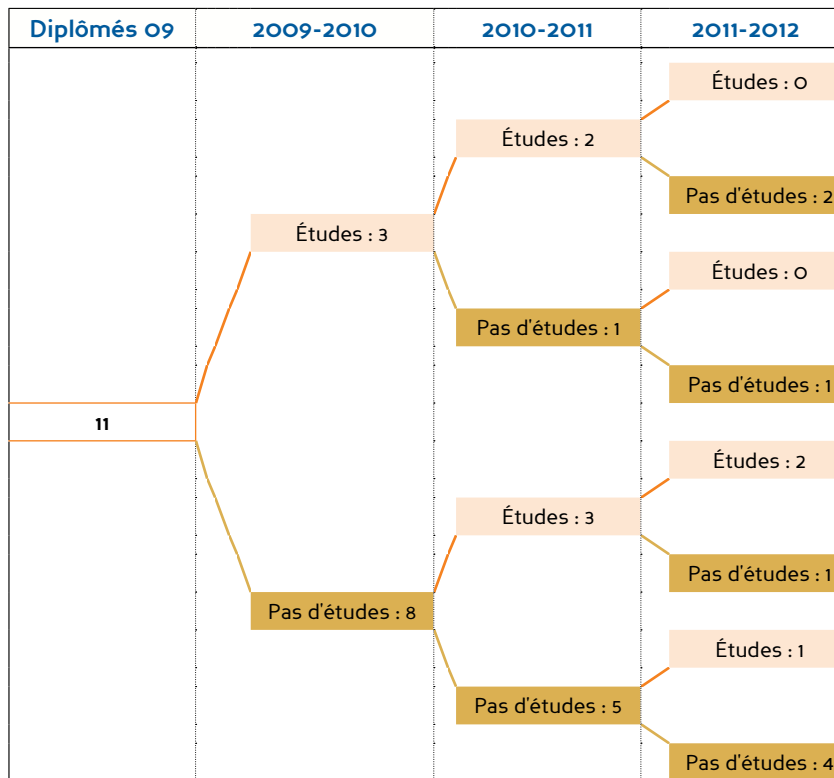 Diplômés 09 2009-2010 2010-2011 2011-2012
Études : 0
Études : 2
Pas d'études : 2
Études : 3
Études : 0
Pas d'études : 1
Pas d'études : 1
11
Études : 2
Études : 3
Pas d'études : 1
Pas d'études : 8
Études : 1
Pas d'études : 5
Pas d'études : 4